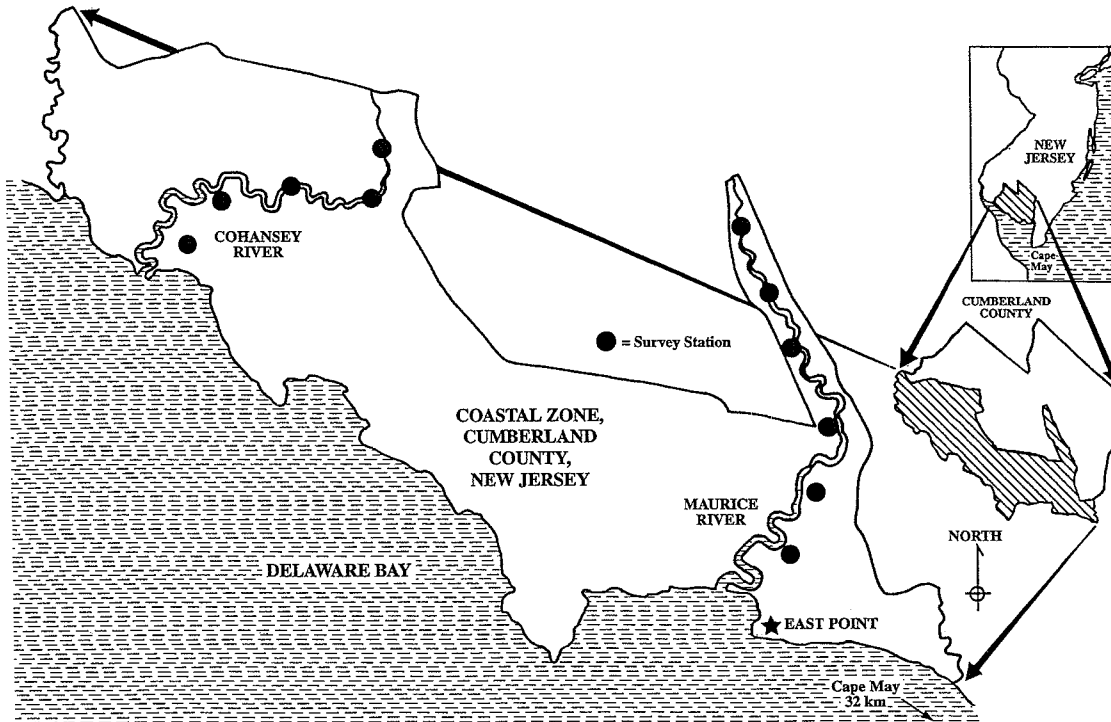 NEW
JERSEY
Cape
May
CUMBERLAND
COUNTY
COHANSEY
RIVER
= Survey Station
COASTAL ZONE,
CUMBERLAND
COUNTY,
NEW JERSEY
MAURICE
RIVER
NORTH
DELAWARE BAY
EAST POINT
Cape May
32 km